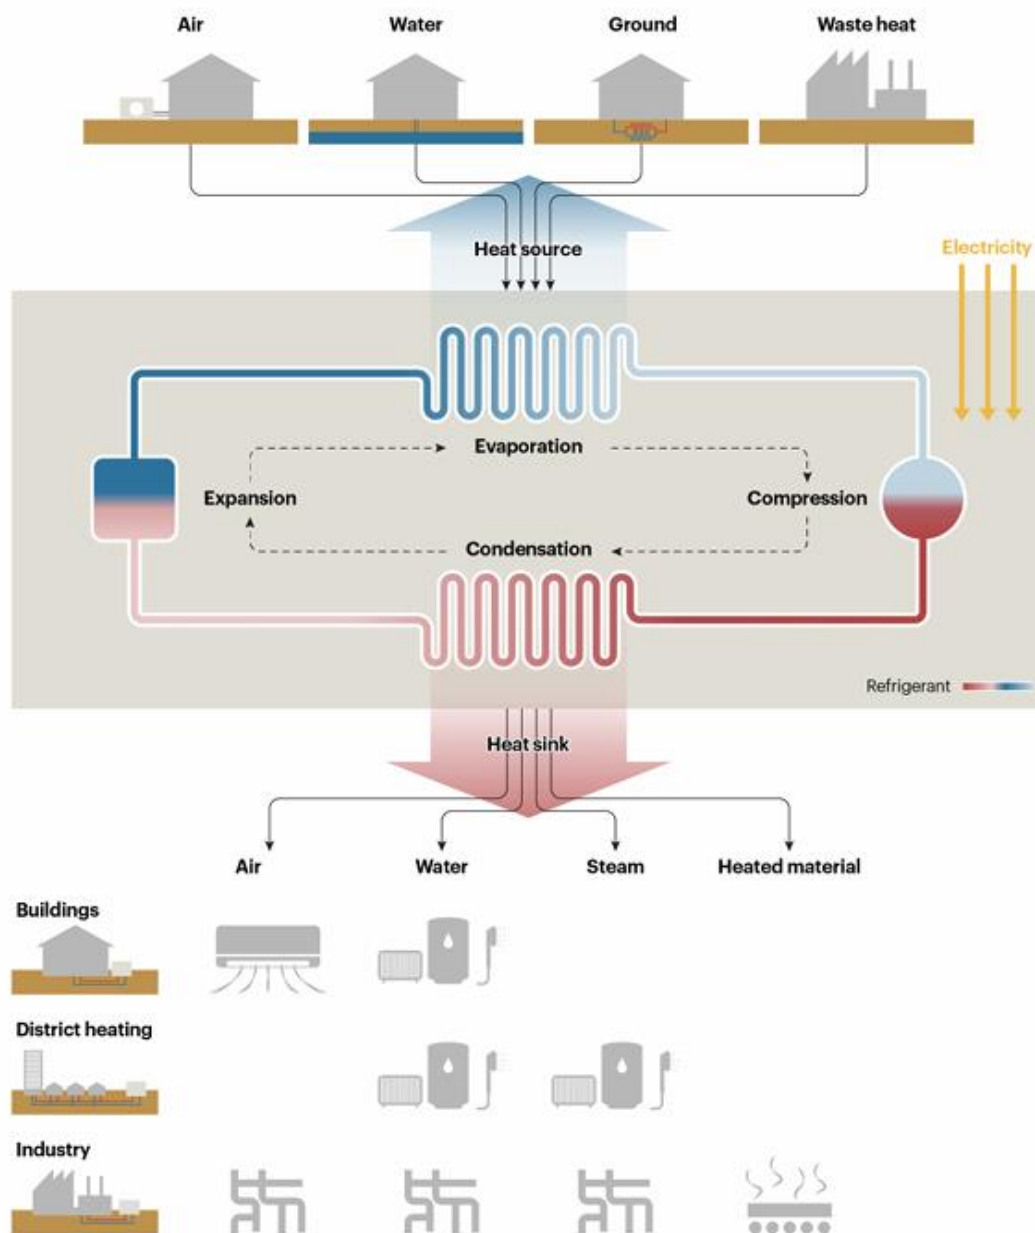 Air
Water
Ground
Waste heat
Heat source
Electricity
Evaporation
Expansion
Compression
Condensation
Refrigerant
Heat sink
Air
Water
Steam
Heated material
Buildings
District heating
Industry